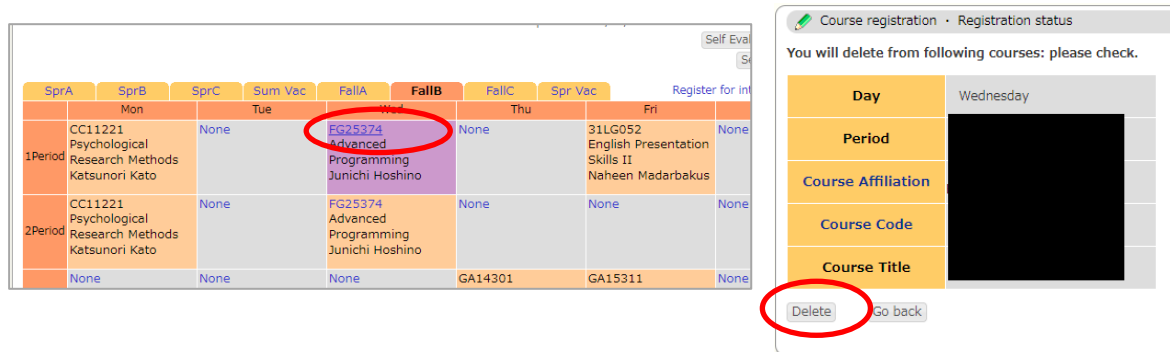 Self Eval
Se
SprA SprB SprC Sum Vac FallA FallB FallC Spr Vac Register for int
Mon Tue Wed Thu Fri
1Period
CC11221
Psychological
Research Methods
Katsunori Kato
None
FG25374
Advanced
Programming
Junichi Hoshino
None
31LG052
English Presentation
Skills II
Naheen Madarbakus
None
2Period
CC11221
Psychological
Research Methods
Katsunori Kato
None
FG25374
Advanced
Programming
Junichi Hoshino
None
None
None
None None None GA14301 GA15311 None
Course registration・Registration status
You will delete from following courses: please check.
Day Wednesday
Period
Course Affiliation
Course Code
Course Title
Delete Go back